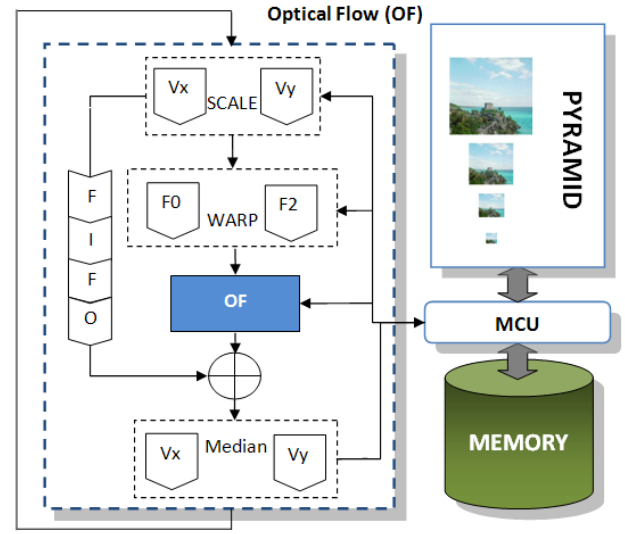 Optical Flow (OF)
Vx
SCALE
Vy
F0
WARP
F2
F
I
F
O
OF
Vx
Median
Vy
PYRAMID
MCU
MEMORY